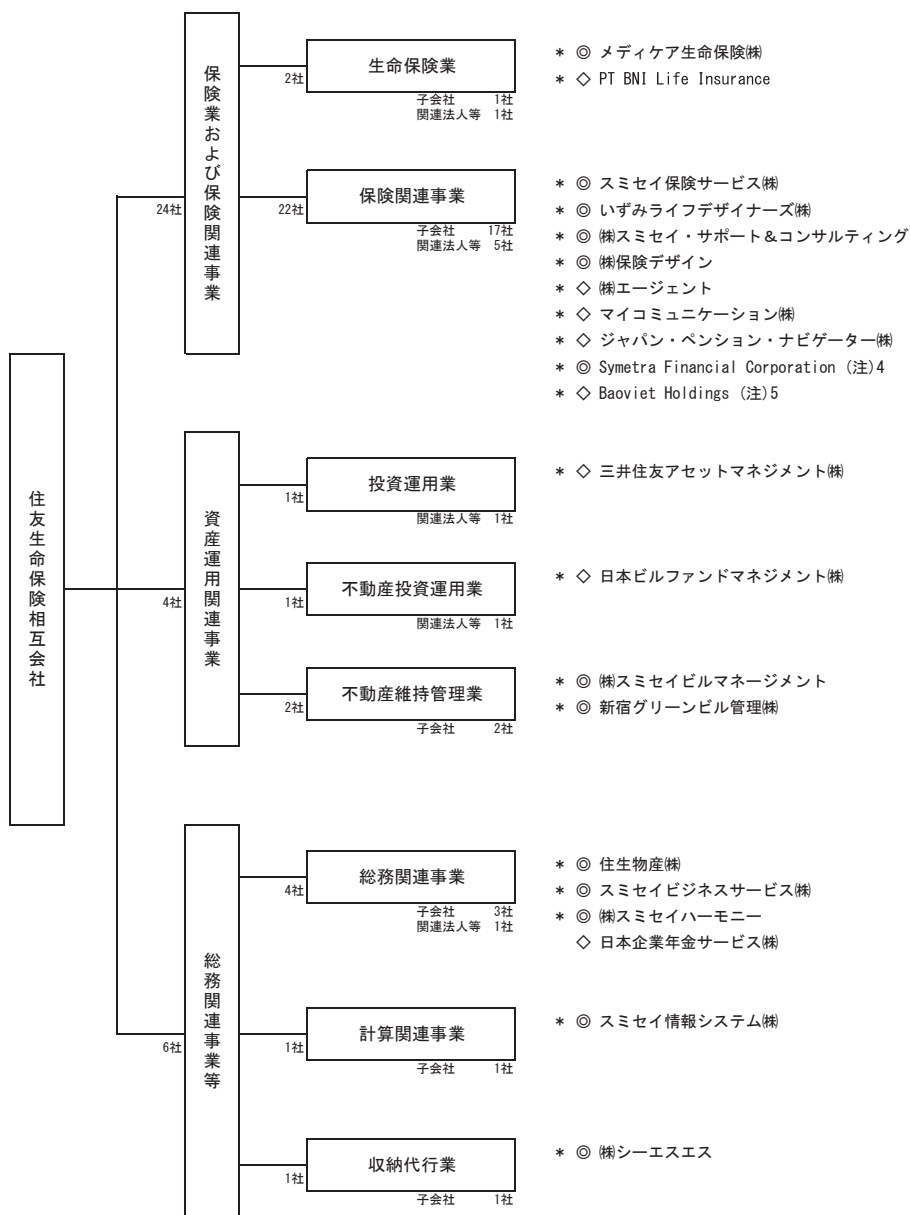 住友生命保険相互会社
24社
保険業および保険関連事業
2社
生命保険業
子会社 1社
関連法人等 1社
* ◎ メディケア生命保険㈱
* ◇ PT BNI Life Insurance
22社
保険関連事業
子会社 17社
関連法人等 5社
* ◎ スミセイ保険サービス㈱
* ◎ いずみライフデザイナーズ㈱
* ◎ ㈱スミセイ・サポート＆コンサルティング
* ◎ ㈱保険デザイン
* ◇ ㈱エージェント
* ◇ マイコミュニケーション㈱
* ◇ ジャパン・ペンション・ナビゲーター㈱
* ◎ Symetra Financial Corporation (注)4
* ◇ Baoviet Holdings (注)5
4社
資産運用関連事業
1社
投資運用業
関連法人等 1社
* ◇ 三井住友アセットマネジメント㈱
1社
不動産投資運用業
関連法人等 1社
* ◇ 日本ビルファンドマネジメント㈱
2社
不動産維持管理業
子会社 2社
* ◎ ㈱スミセイビルマネージメント
* ◎ 新宿グリーンビル管理㈱
6社
総務関連事業等
4社
総務関連事業
子会社 3社
関連法人等 1社
* ◎ 住生物産㈱
* ◎ スミセイビジネスサービス㈱
* ◎ ㈱スミセイハーモニー
◇ 日本企業年金サービス㈱
1社
計算関連事業
子会社 1社
* ◎ スミセイ情報システム㈱
1社
収納代行業
子会社 1社
* ◎ ㈱シーエスエス